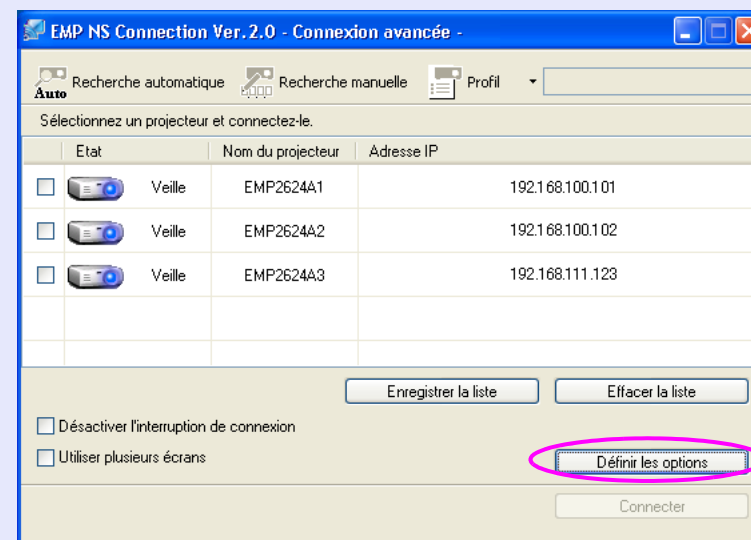 EMP NS Connection Ver.2.0 - Connexion avancée -
Auto Recherche automatique Recherche manuelle Profil
Sélectionnez un projecteur et connectez-le.
Etat Nom du projecteur Adresse IP
Veille EMP2624A1 192.168.100.101
Veille EMP2624A2 192.168.100.102
Veille EMP2624A3 192.168.111.123
Enregistrer la liste Effacer la liste
Désactiver l'interruption de connexion
Utiliser plusieurs écrans
Définir les options
Connecter